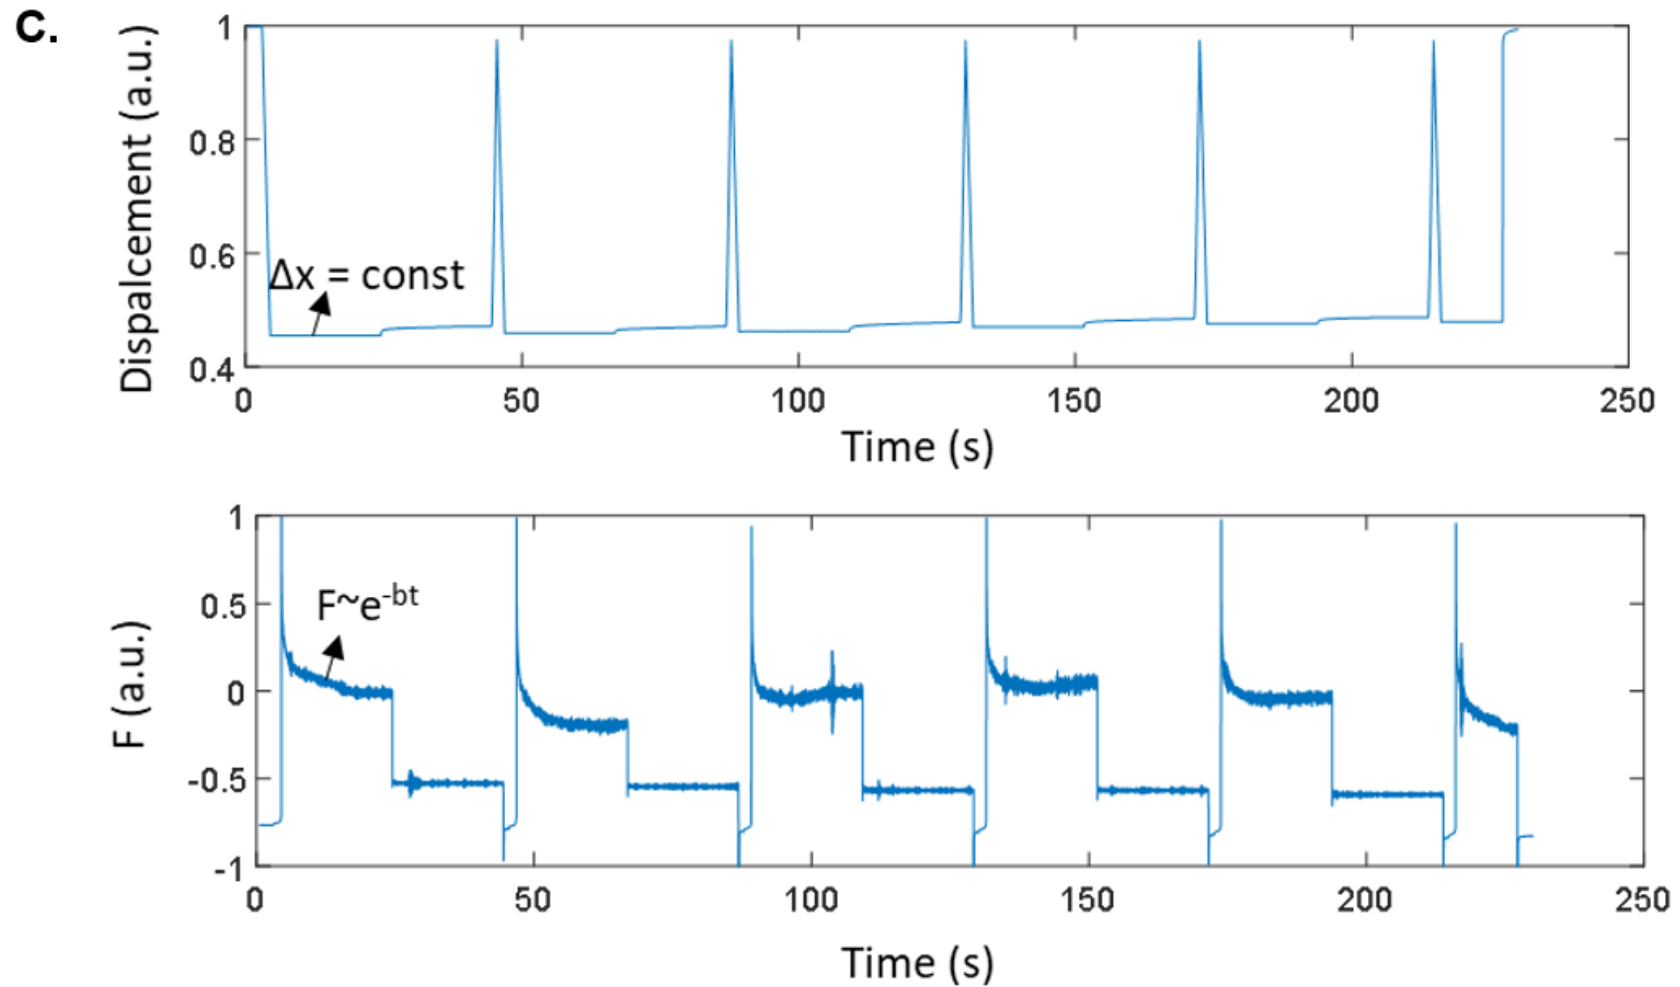 C.
Dispalcement (a.u.)
1
0.8
0.6
0.4
Δx = const
0 50 100 150 200 250
Time (s)
F (a.u.)
1
0.5
0
-0.5
-1
F~e-bt
0 50 100 150 200 250
Time (s)